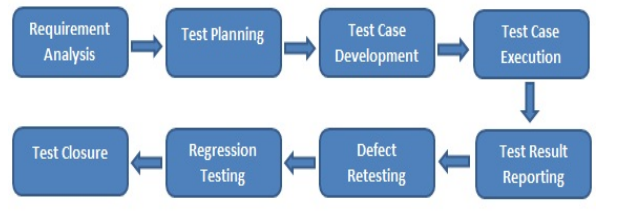 Requirement
Analysis
Test Planning
Test Case
Development
Test Case
Execution
Test Result
Reporting
Defect
Retesting
Regression
Testing
Test Closure